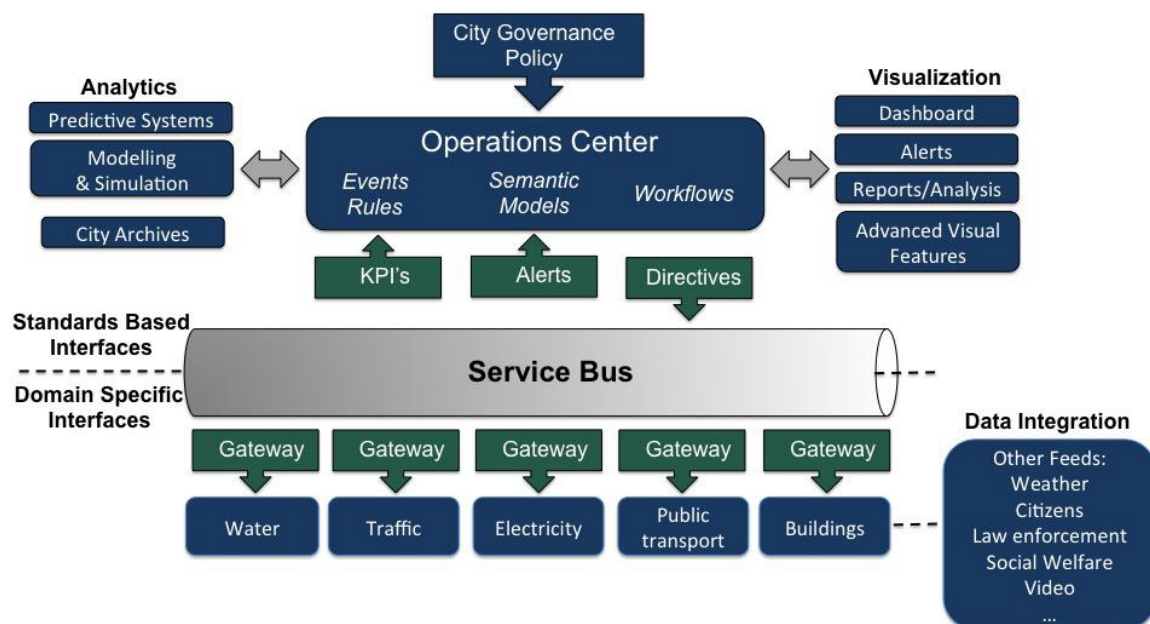 City Governance
Policy
Analytics
Predictive Systems
Modelling
& Simulation
City Archives
Operations Center
Events
Rules
Semantic
Models
Workflows
Visualization
Dashboard
Alerts
Reports/Analysis
Advanced Visual
Features
KPI's
Alerts
Directives
Standards Based
Interfaces
Domain Specific
Interfaces
Service Bus
Gateway
Gateway
Gateway
Gateway
Gateway
Water
Traffic
Electricity
Public
transport
Buildings
Data Integration
Other Feeds:
Weather
Citizens
Law enforcement
Social Welfare
Video
...